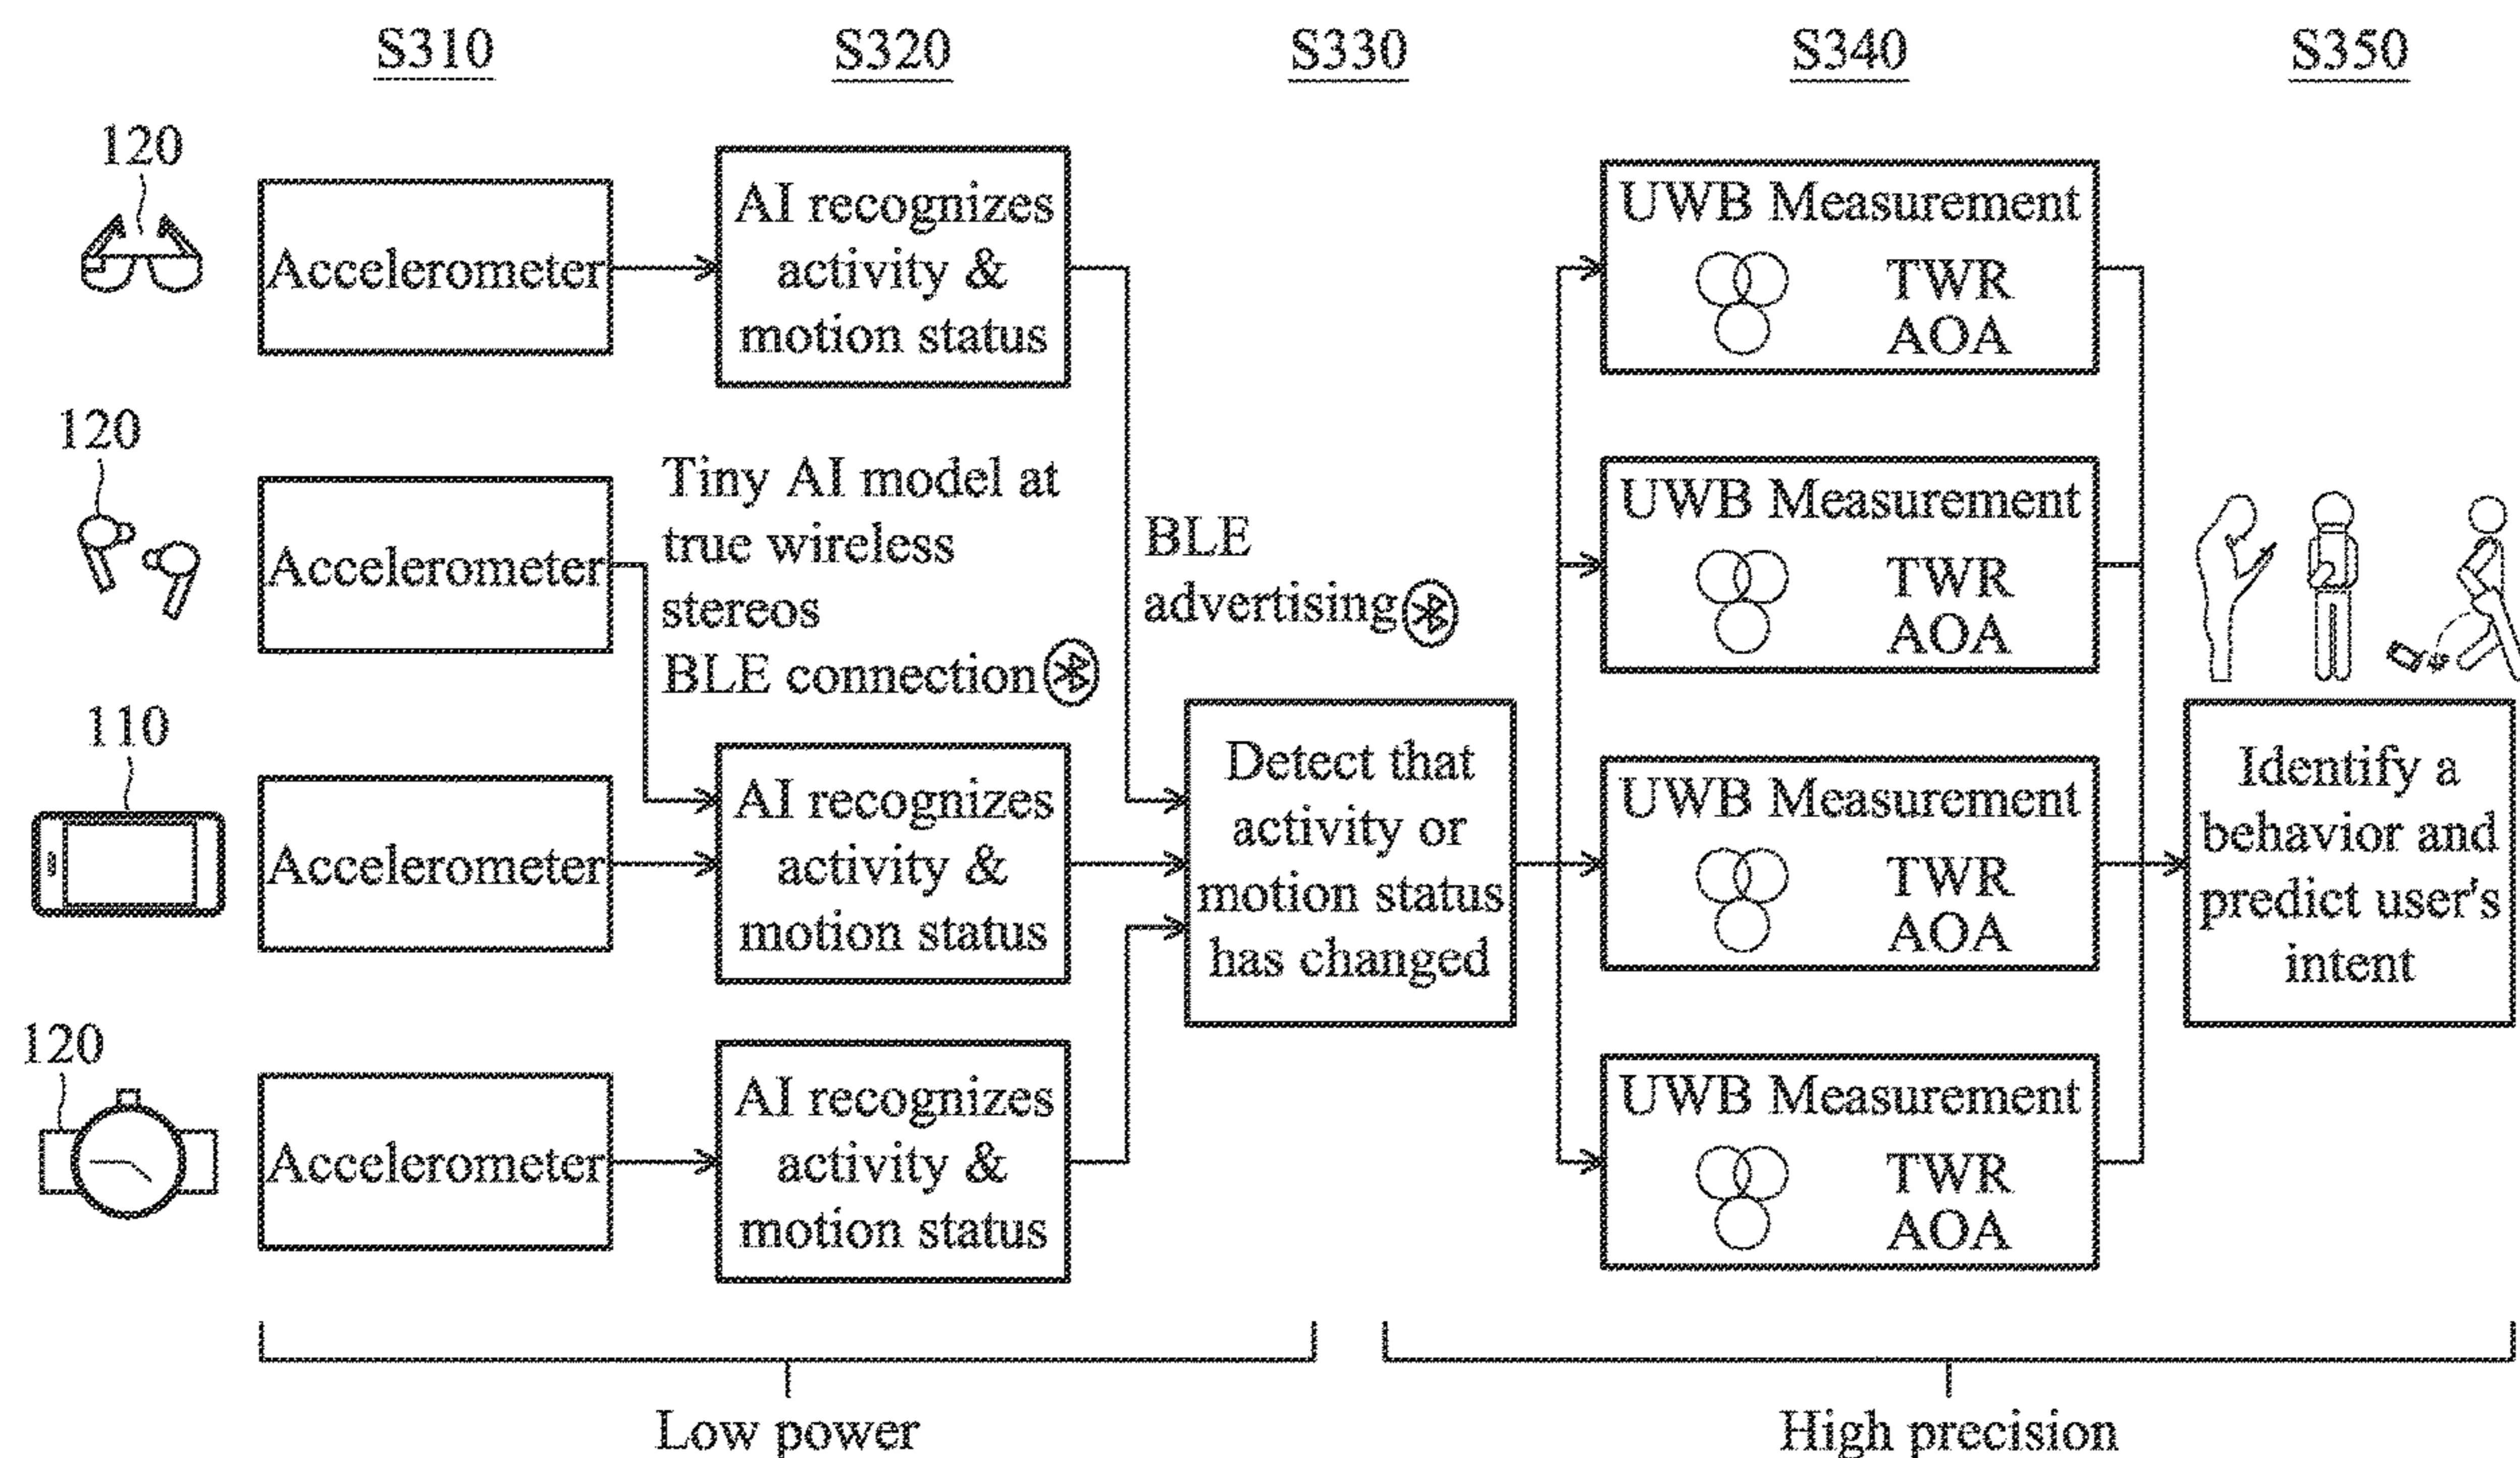 S310
S320
S330
S340
S350
120
Accelerometer
AI recognizes
activity &
motion status
UWB Measurement
TWR
AOA
120
Accelerometer
Tiny AI model at
true wireless
stereos
BLE connection
BLE
advertising
UWB Measurement
TWR
AOA
110
Accelerometer
AI recognizes
activity &
motion status
Detect that
activity or
motion status
has changed
UWB Measurement
TWR
AOA
Identify a
behavior and
predict user's
intent
120
Accelerometer
AI recognizes
activity &
motion status
UWB Measurement
TWR
AOA
Low power
High precision